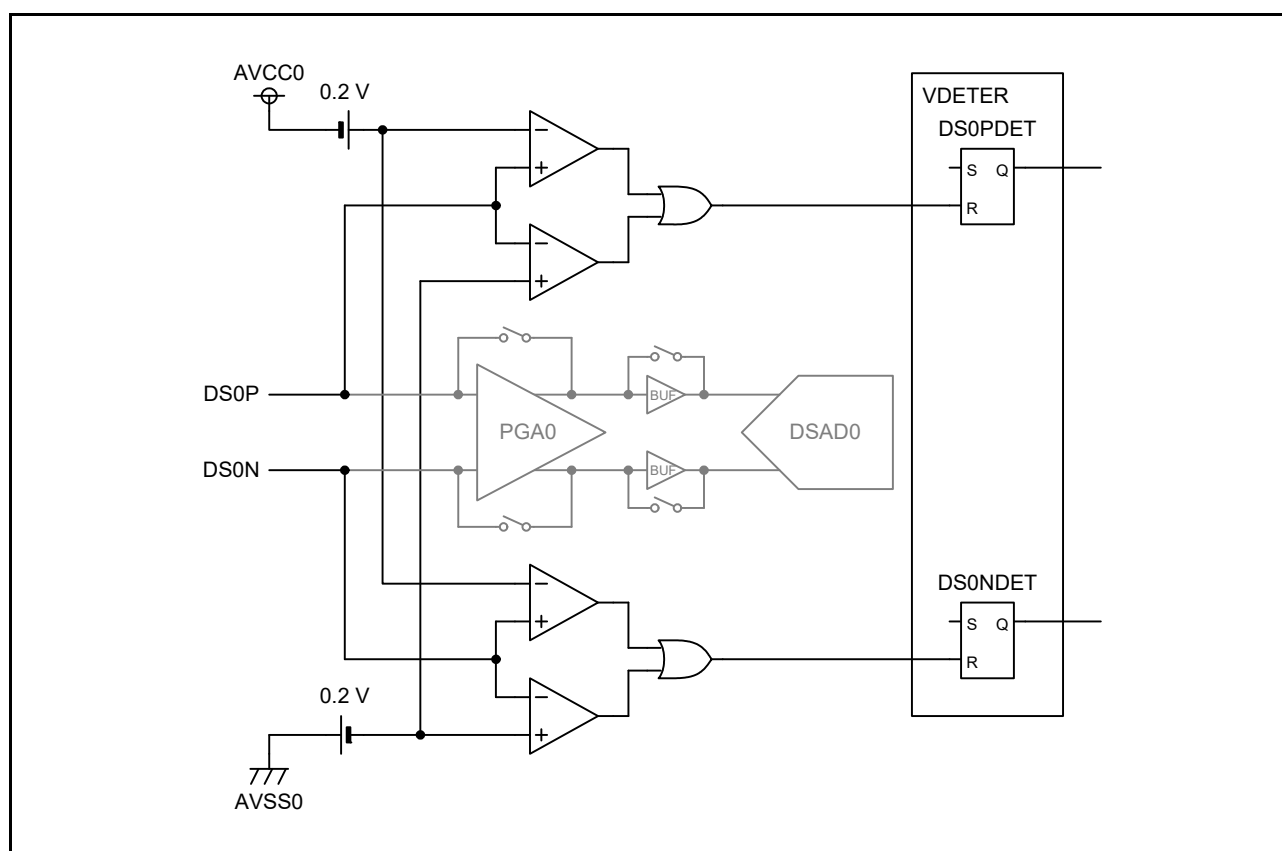 AVCC0
0.2 V
VDETER
DS0PDET
S Q
R
−
+
−
+
DS0P
DS0N
PGA0
BUF
BUF
DSAD0
DS0NDET
S Q
R
−
+
−
+
0.2 V
AVSS0